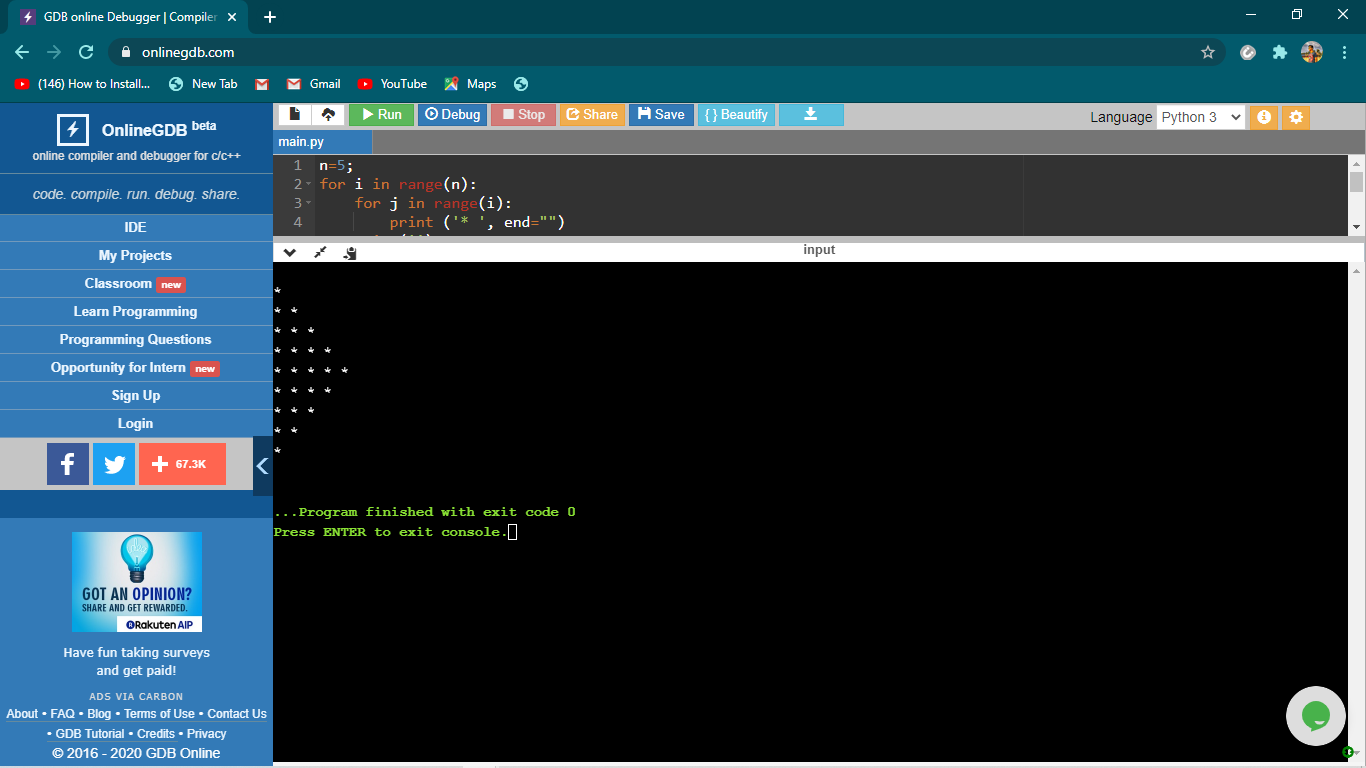 GDB online Debugger | Compiler
onlinegdb.com
(146) How to Install... New Tab Gmail YouTube Maps
OnlineGDB beta
online compiler and debugger for c/c++
code. compile. run. debug. share.
IDE
My Projects
Classroom new
Learn Programming
Programming Questions
Opportunity for Intern new
Sign Up
Login
67.3K
GOT AN OPINION?
SHARE AND GET REWARDED.
Rakuten AIP
Have fun taking surveys
and get paid!
ADS VIA CARBON
About • FAQ • Blog • Terms of Use • Contact Us
• GDB Tutorial • Credits • Privacy
© 2016 - 2020 GDB Online
Run Debug Stop Share Save { } Beautify Language Python 3
main.py
1 n=5;
2 for i in range(n):
3     for j in range(i):
4         print ('* ', end="")
input
*
* *
* * *
* * * *
* * * * *
* * * *
* * *
* *
*
...Program finished with exit code 0
Press ENTER to exit console.